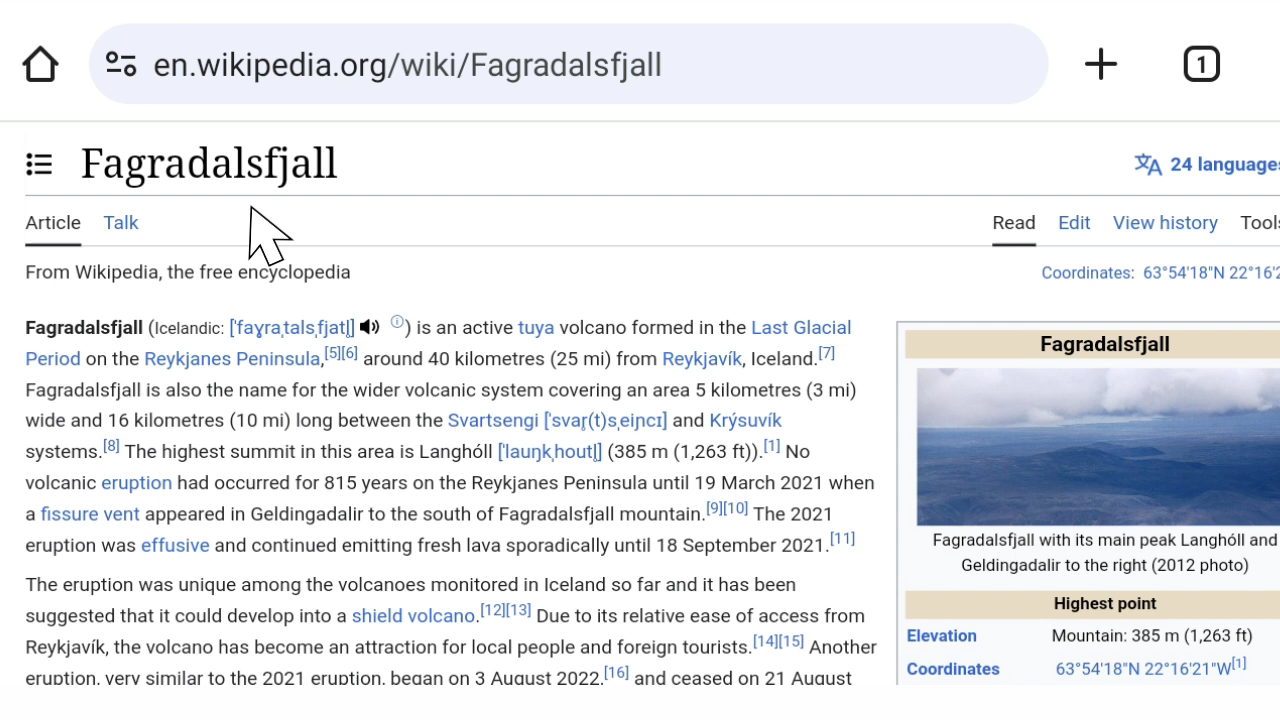 en.wikipedia.org/wiki/Fagradalsfjall
1
Fagradalsfjall
24 languages
Article Talk
Read Edit View history Tools
From Wikipedia, the free encyclopedia
Coordinates: 63°54'18"N 22°16'2
Fagradalsfjall (Icelandic: [ˈfaɣraˌtalsˌfjatl̥] ⓘ) is an active tuya volcano formed in the Last Glacial
Period on the Reykjanes Peninsula,[5][6] around 40 kilometres (25 mi) from Reykjavík, Iceland.[7]
Fagradalsfjall is also the name for the wider volcanic system covering an area 5 kilometres (3 mi)
wide and 16 kilometres (10 mi) long between the Svartsengi [ˈsvar̥(t)sˌeiɲcɪ] and Krýsuvík
systems.[8] The highest summit in this area is Langhóll [ˈlauŋkˌhoutl̥] (385 m (1,263 ft)).[1] No
volcanic eruption had occurred for 815 years on the Reykjanes Peninsula until 19 March 2021 when
a fissure vent appeared in Geldingadalir to the south of Fagradalsfjall mountain.[9][10] The 2021
eruption was effusive and continued emitting fresh lava sporadically until 18 September 2021.[11]
The eruption was unique among the volcanoes monitored in Iceland so far and it has been
suggested that it could develop into a shield volcano.[12][13] Due to its relative ease of access from
Reykjavík, the volcano has become an attraction for local people and foreign tourists.[14][15] Another
eruption, very similar to the 2021 eruption, began on 3 August 2022,[16] and ceased on 21 August
Fagradalsfjall
Fagradalsfjall with its main peak Langhóll and
Geldingadalir to the right (2012 photo)
Highest point
Elevation Mountain: 385 m (1,263 ft)
Coordinates 63°54'18"N 22°16'21"W[1]